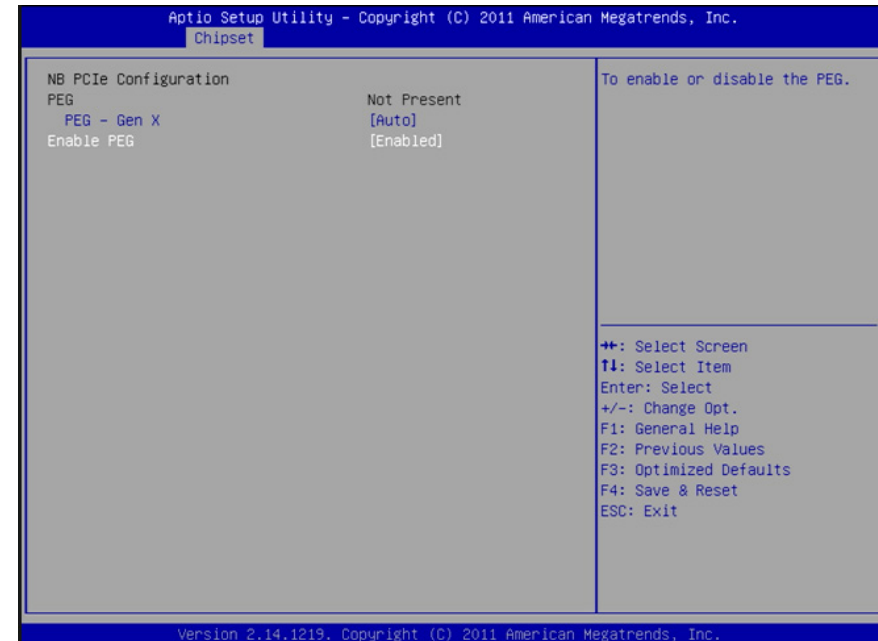 Aptio Setup Utility – Copyright (C) 2011 American Megatrends, Inc.
Chipset
NB PCIe Configuration
PEG Not Present
PEG – Gen X [Auto]
Enable PEG [Enabled]
To enable or disable the PEG.
→←: Select Screen
↑↓: Select Item
Enter: Select
+/-: Change Opt.
F1: General Help
F2: Previous Values
F3: Optimized Defaults
F4: Save & Reset
ESC: Exit
Version 2.14.1219. Copyright (C) 2011 American Megatrends, Inc.